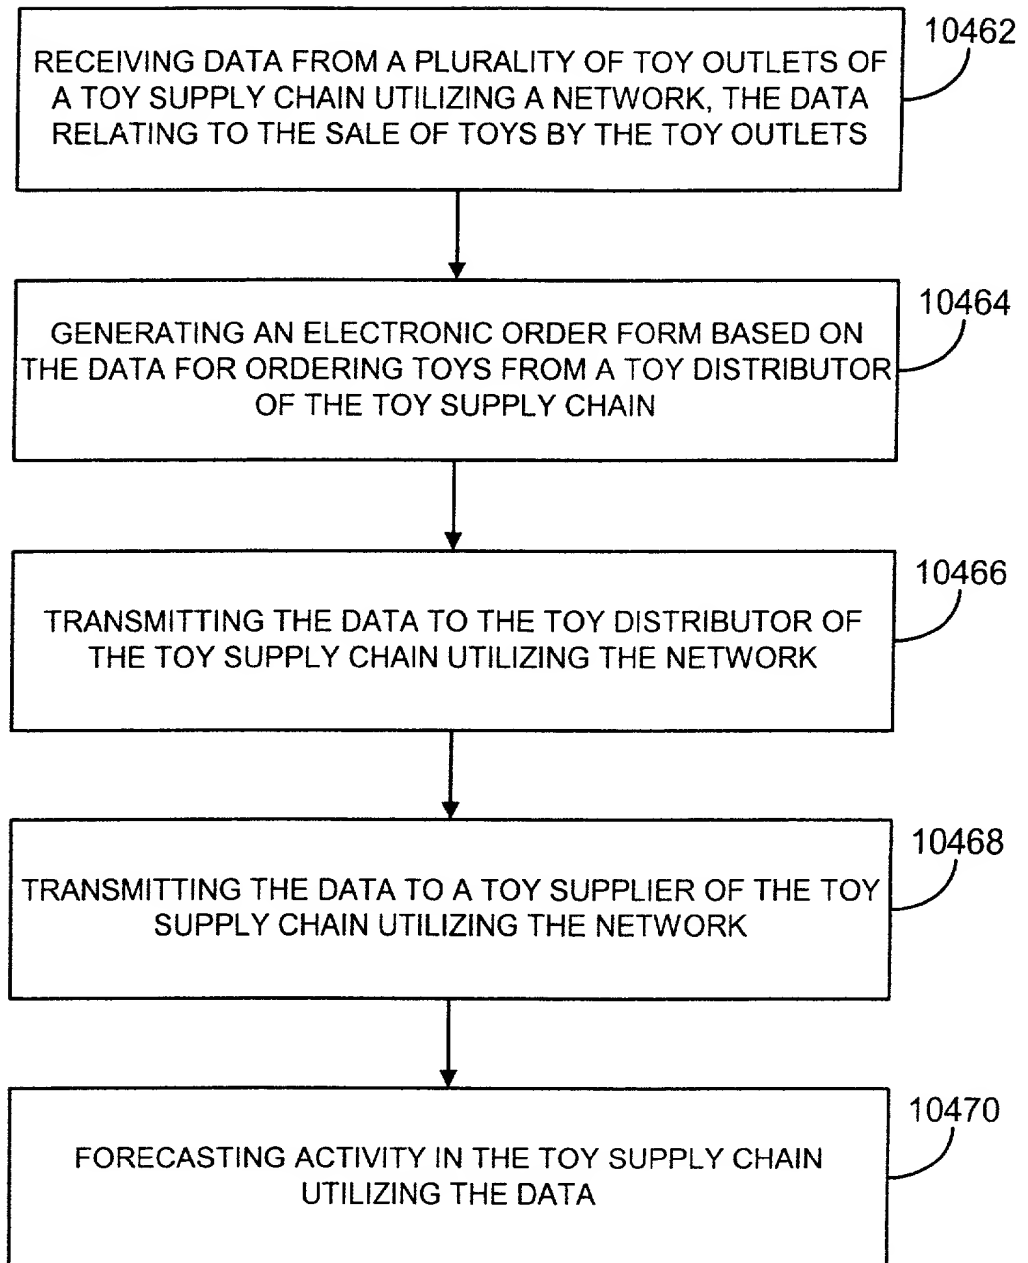 10462
RECEIVING DATA FROM A PLURALITY OF TOY OUTLETS OF
A TOY SUPPLY CHAIN UTILIZING A NETWORK, THE DATA
RELATING TO THE SALE OF TOYS BY THE TOY OUTLETS
10464
GENERATING AN ELECTRONIC ORDER FORM BASED ON
THE DATA FOR ORDERING TOYS FROM A TOY DISTRIBUTOR
OF THE TOY SUPPLY CHAIN
10466
TRANSMITTING THE DATA TO THE TOY DISTRIBUTOR OF
THE TOY SUPPLY CHAIN UTILIZING THE NETWORK
10468
TRANSMITTING THE DATA TO A TOY SUPPLIER OF THE TOY
SUPPLY CHAIN UTILIZING THE NETWORK
10470
FORECASTING ACTIVITY IN THE TOY SUPPLY CHAIN
UTILIZING THE DATA